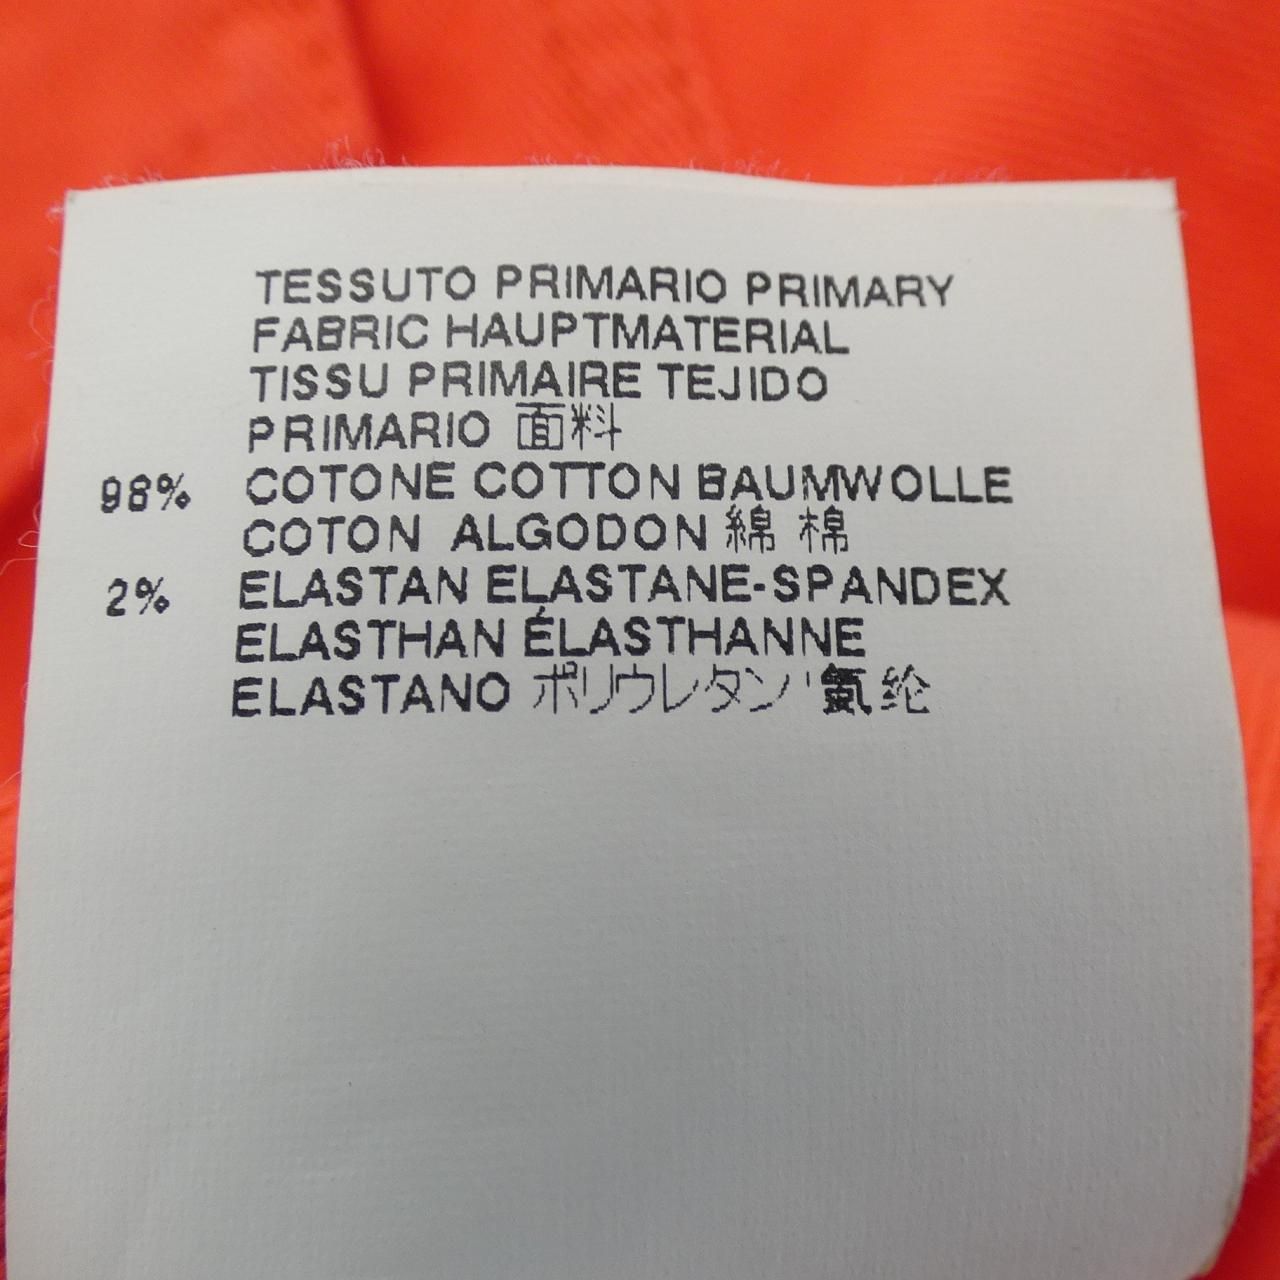 TESSUTO PRIMARIO PRIMARY
FABRIC HAUPTMATERIAL
TISSU PRIMAIRE TEJIDO
PRIMARIO 面料
98% COTONE COTTON BAUMWOLLE
COTON ALGODON 綿 棉
2% ELASTAN ELASTANE-SPANDEX
ELASTHAN ÉLASTHANNE
ELASTANO ポリウレタン 氨纶